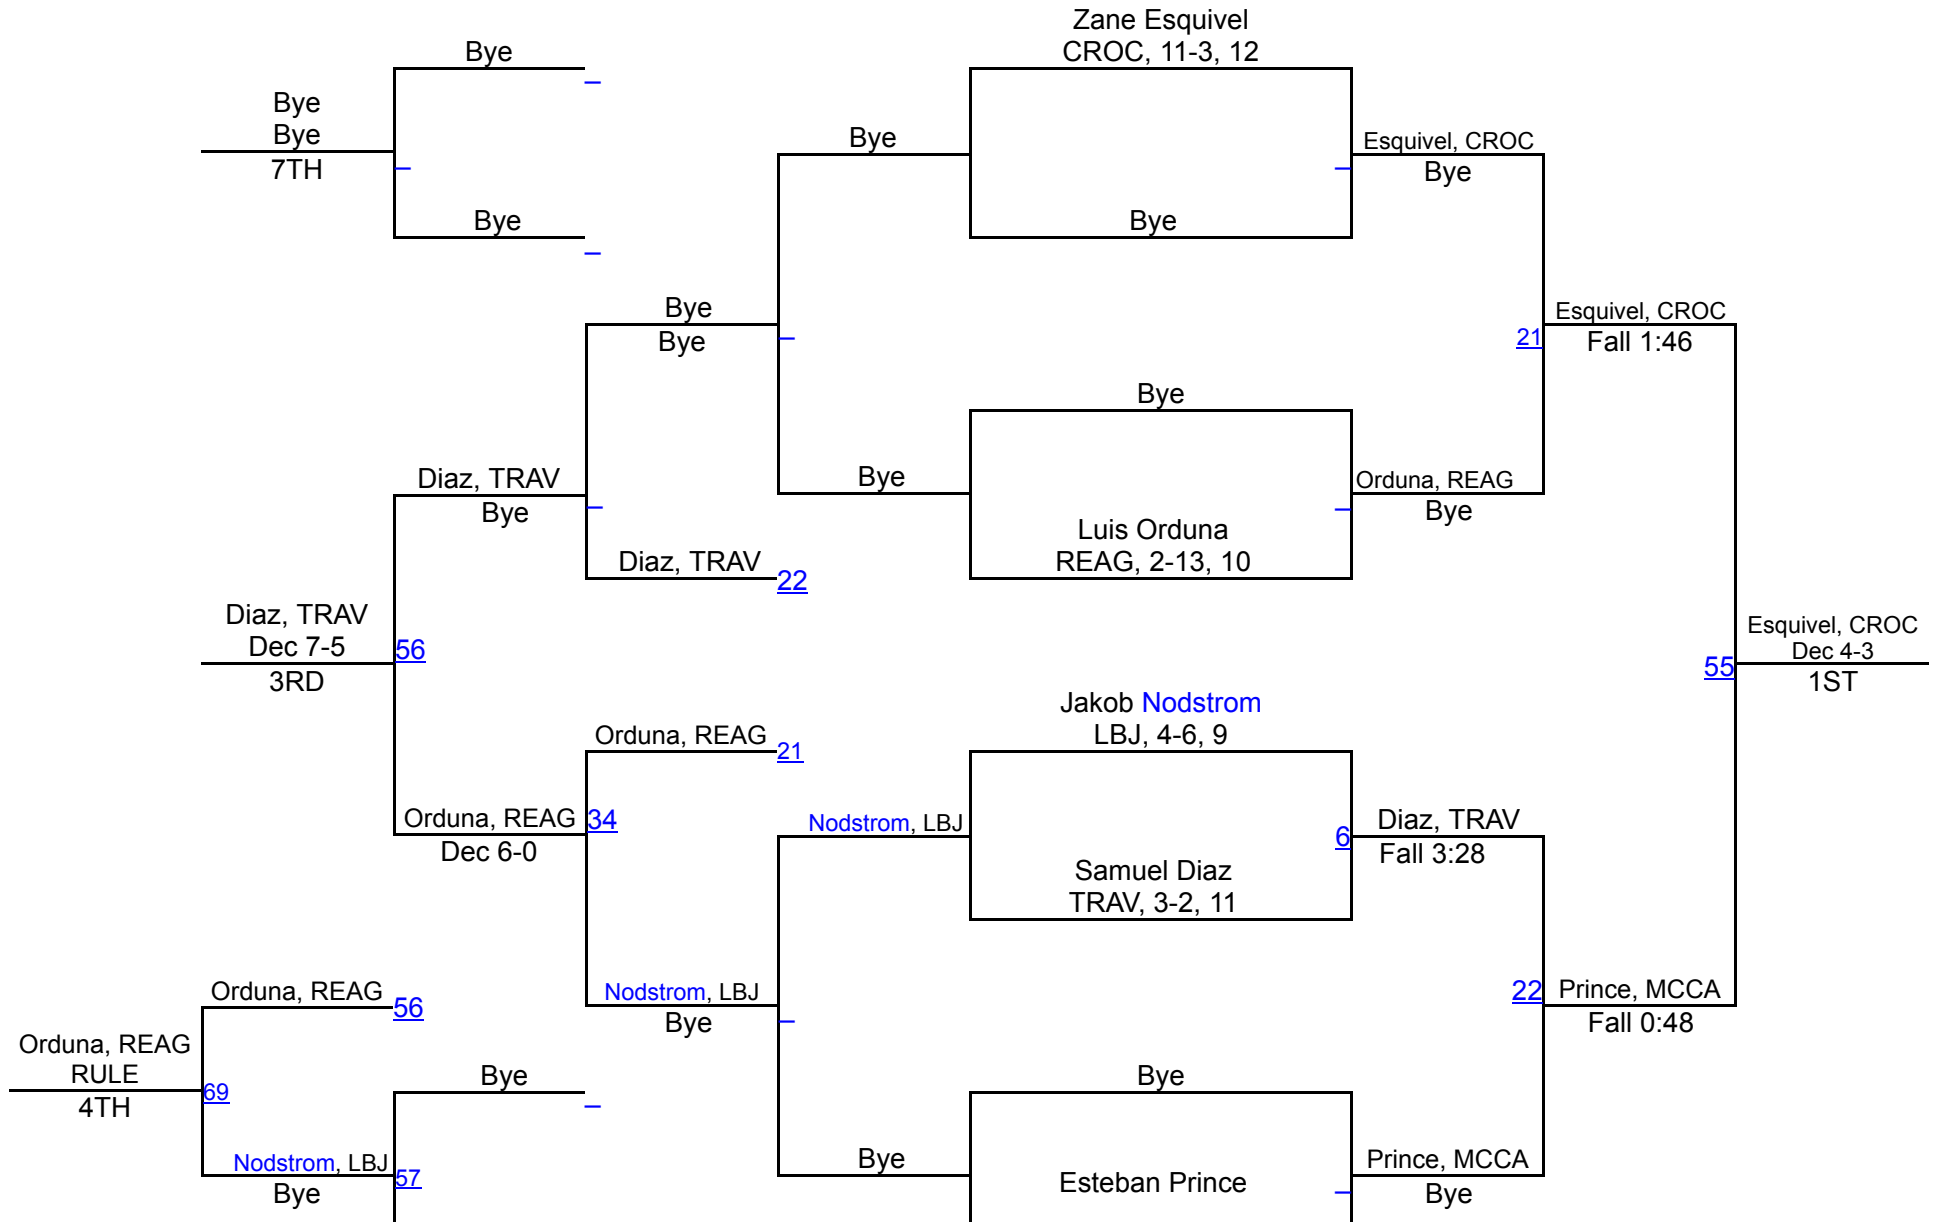 Zane Esquivel
CROC, 11-3, 12
Bye
Bye
Bye
7TH
Bye
Bye
Esquivel, CROC
Bye
Bye
Bye
Bye
Esquivel, CROC
21
Fall 1:46
Bye
Bye
Diaz, TRAV
Bye
Bye
Orduna, REAG
Bye
Luis Orduna
REAG, 2-13, 10
Diaz, TRAV
22
Diaz, TRAV
Dec 7-5
56
3RD
Esquivel, CROC
Dec 4-3
55
1ST
Jakob Nodstrom
LBJ, 4-6, 9
Orduna, REAG
21
Orduna, REAG
34
Dec 6-0
Nodstrom, LBJ
6
Diaz, TRAV
Fall 3:28
Samuel Diaz
TRAV, 3-2, 11
Orduna, REAG
56
Nodstrom, LBJ
Bye
22
Prince, MCCA
Fall 0:48
Orduna, REAG
RULE
69
4TH
Bye
Bye
Nodstrom, LBJ
57
Bye
Bye
Esteban Prince
Prince, MCCA
Bye